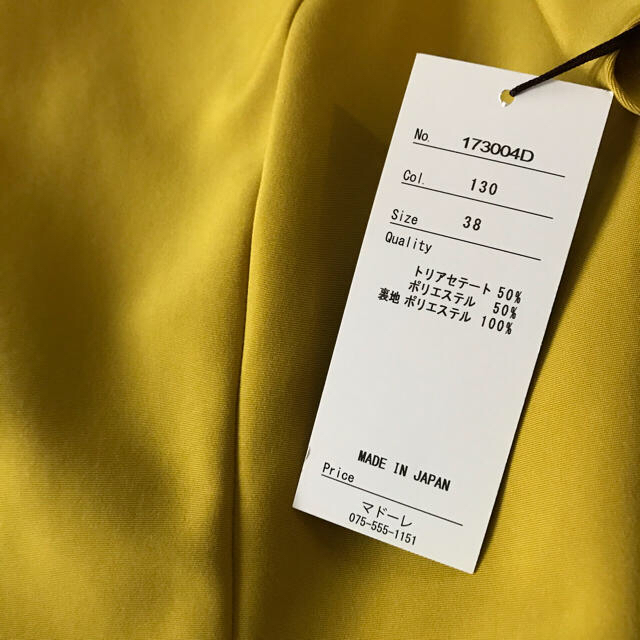 No. 173004D
Col. 130
Size 38
Quality
トリアセテート 50%
ポリエステル 50%
裏地 ポリエステル 100%
MADE IN JAPAN
Price
マドーレ
075-555-1151